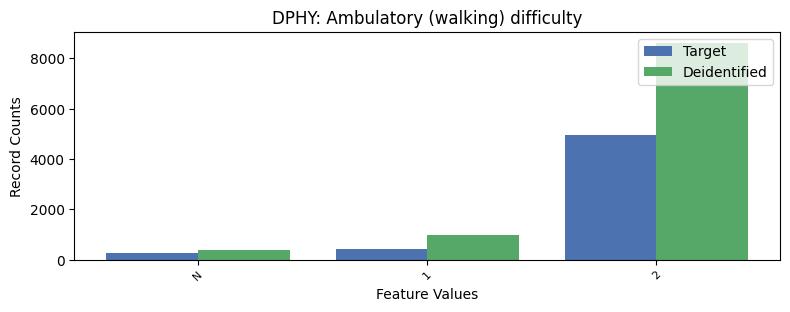 DPHY: Ambulatory (walking) difficulty
Target
Deidentified
Record Counts
8000
6000
4000
2000
0
N
1
2
Feature Values